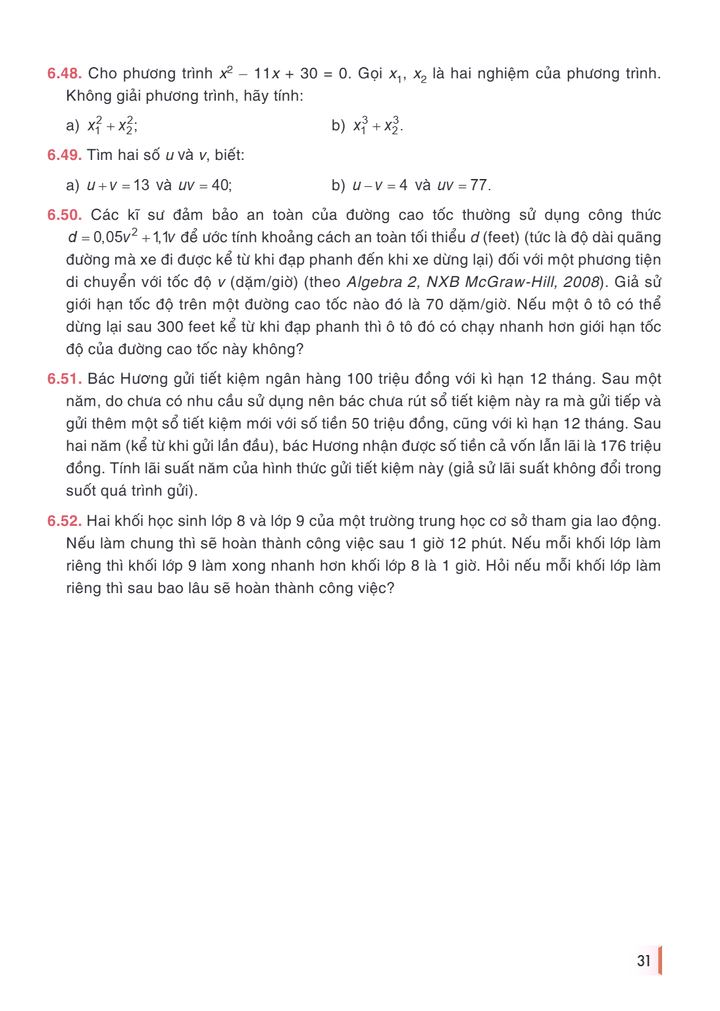 6.48. Cho phương trình x² – 11x + 30 = 0. Gọi x₁, x₂ là hai nghiệm của phương trình.
Không giải phương trình, hãy tính:
a) x₁² + x₂²; b) x₁³ + x₂³.
6.49. Tìm hai số u và v, biết:
a) u + v = 13 và uv = 40; b) u – v = 4 và uv = 77.
6.50. Các kĩ sư đảm bảo an toàn của đường cao tốc thường sử dụng công thức
d = 0,05v² + 1,1v để ước tính khoảng cách an toàn tối thiểu d (feet) (tức là độ dài quãng
đường mà xe đi được kể từ khi đạp phanh đến khi xe dừng lại) đối với một phương tiện
di chuyển với tốc độ v (dặm/giờ) (theo Algebra 2, NXB McGraw-Hill, 2008). Giả sử
giới hạn tốc độ trên một đường cao tốc nào đó là 70 dặm/giờ. Nếu một ô tô có thể
dừng lại sau 300 feet kể từ khi đạp phanh thì ô tô đó có chạy nhanh hơn giới hạn tốc
độ của đường cao tốc này không?
6.51. Bác Hương gửi tiết kiệm ngân hàng 100 triệu đồng với kì hạn 12 tháng. Sau một
năm, do chưa có nhu cầu sử dụng nên bác chưa rút sổ tiết kiệm này ra mà gửi tiếp và
gửi thêm một sổ tiết kiệm mới với số tiền 50 triệu đồng, cũng với kì hạn 12 tháng. Sau
hai năm (kể từ khi gửi lần đầu), bác Hương nhận được số tiền cả vốn lẫn lãi là 176 triệu
đồng. Tính lãi suất năm của hình thức gửi tiết kiệm này (giả sử lãi suất không đổi trong
suốt quá trình gửi).
6.52. Hai khối học sinh lớp 8 và lớp 9 của một trường trung học cơ sở tham gia lao động.
Nếu làm chung thì sẽ hoàn thành công việc sau 1 giờ 12 phút. Nếu mỗi khối lớp làm
riêng thì khối lớp 9 làm xong nhanh hơn khối lớp 8 là 1 giờ. Hỏi nếu mỗi khối lớp làm
riêng thì sau bao lâu sẽ hoàn thành công việc?
31